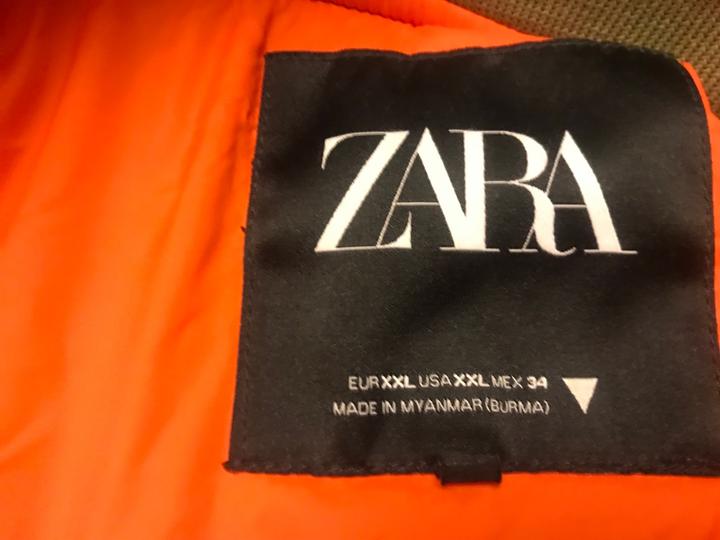 ZARA
EUR XXL USA XXL MEX 34
MADE IN MYANMAR (BURMA)